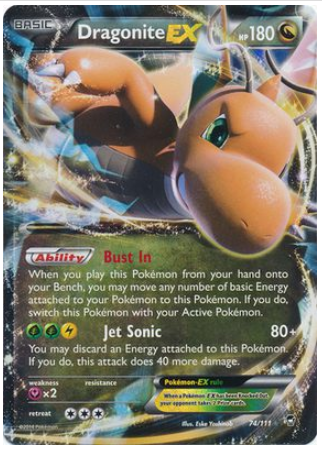 BASIC Dragonite EX HP 180
Ability Bust In
When you play this Pokémon from your hand onto
your Bench, you may move any number of basic Energy
attached to your Pokémon to this Pokémon. If you do,
switch this Pokémon with your Active Pokémon.
Jet Sonic 80+
You may discard an Energy attached to this Pokémon.
If you do, this attack does 40 more damage.
weakness resistance
×2
retreat
Pokémon-EX rule
When a Pokémon-EX has been Knocked Out,
your opponent takes 2 Prize cards.
©2014 Pokémon
Illus. Eske Yoshinob
74/111